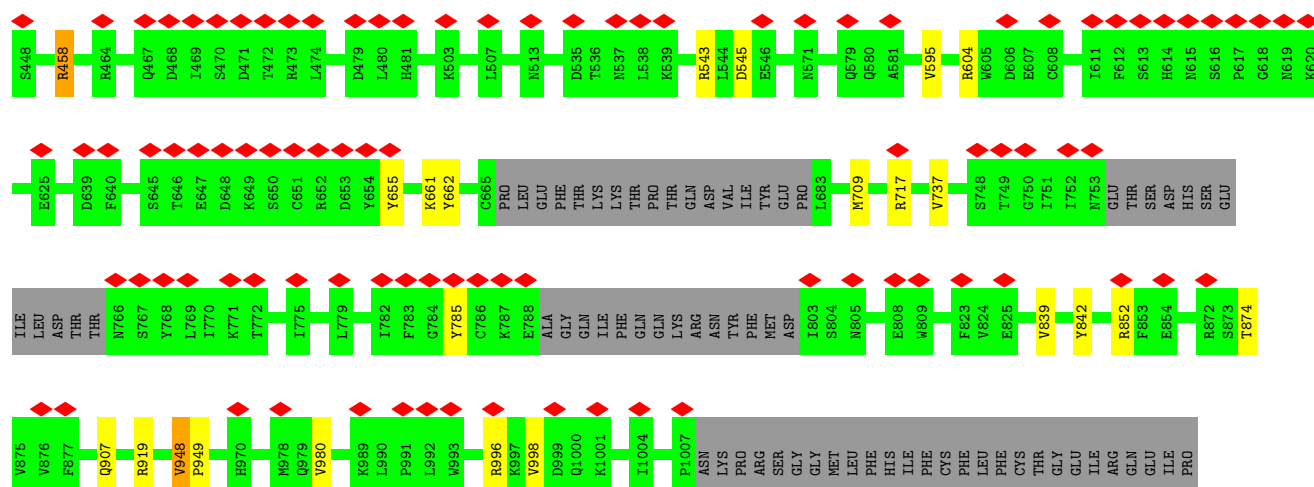 S448 R458 R464 Q467 D468 I469 S470 D471 T472 R473 L474 D479 L480 H481 K503 L507 N513 D535 T536 N537 L538 K539 R543 L544 D545 E546 N571 Q579 Q580 A581 V595 R604 W605 D606 E607 C608 I611 F612 S613 H614 N615 S616 P617 G618 N619 K620
E625 D639 F640 S645 T646 E647 D648 K649 S650 C651 R652 D653 Y654 Y655 K661 Y662 C665 PRO LEU GLU PHE THR LYS LYS THR PRO THR GLN ASP VAL ILE TYR GLU PRO L683 M709 R717 V737 S748 T749 G750 I751 I752 N753 GLU THR SER ASP HIS SER GLU
ILE LEU ASP THR THR N766 S767 Y768 L769 I770 K771 T772 I775 L779 I782 F783 G784 Y785 C786 K787 E788 ALA GLY GLN ILE PHE GLN GLN LYS ARG ASN TYR PHE MET ASP I803 S804 N805 E808 W809 F823 V824 E825 V839 Y842 R852 F853 E854 R872 S873 T874
V875 V876 F877 Q907 R919 V948 P949 H970 M978 Q979 V980 K989 L990 P991 L992 W993 R996 K997 V998 D999 Q1000 K1001 I1004 P1007 ASN LYS PRO ARG SER GLY GLY MET LEU PHE HIS ILE PHE CYS PHE LEU PHE CYS THR GLY GLU ILE ARG GLN GLU ILE PRO